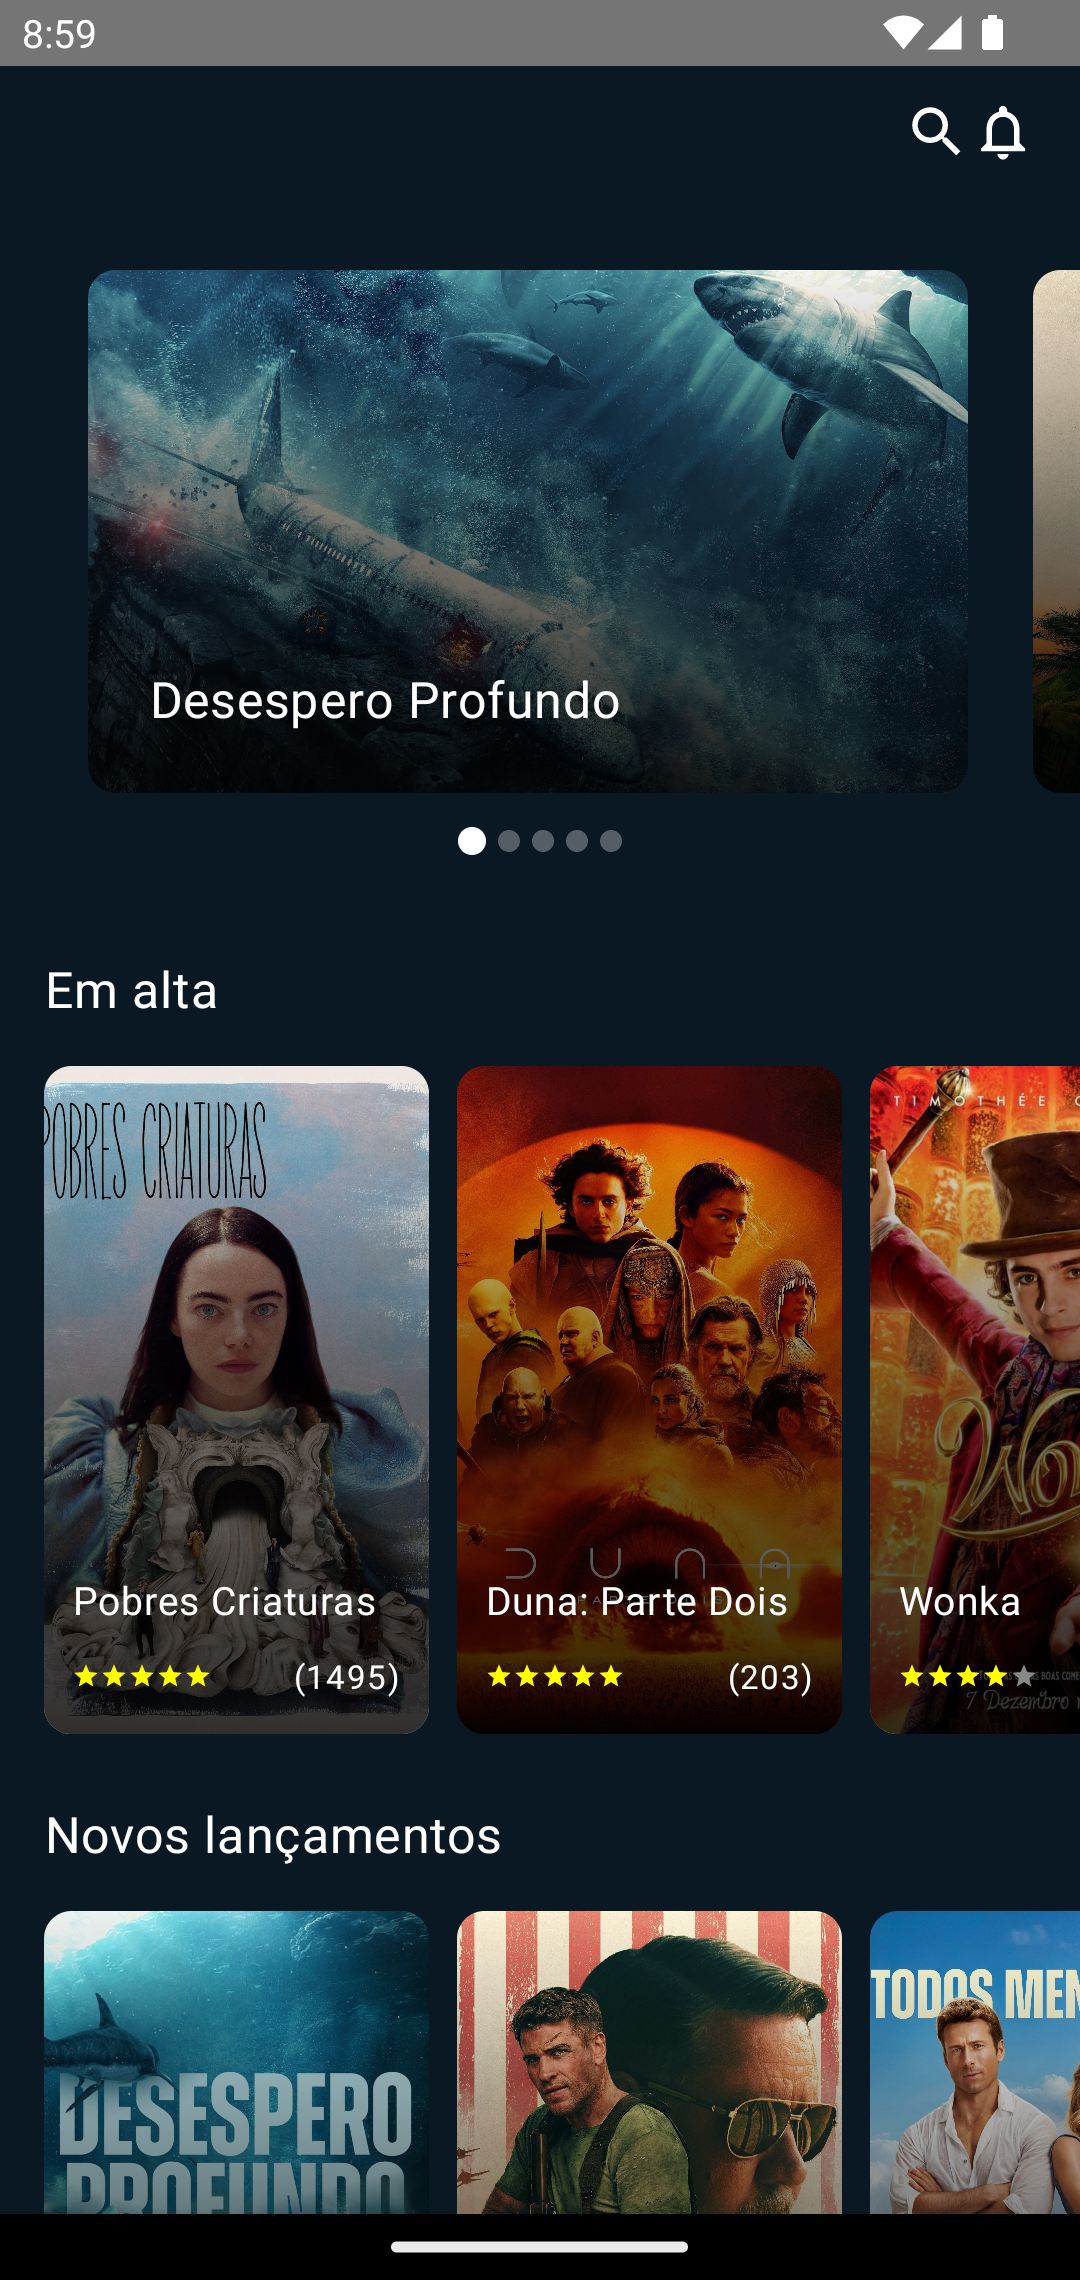 8:59
Desespero Profundo
Em alta
POBRES CRIATURAS
TIMOTHÉE C
DUNA
Pobres Criaturas
Duna: Parte Dois
Wonka
(1495)
(203)
7 Dezembro
Novos lançamentos
TODOS MEN
DESESPERO
PROFUNDO